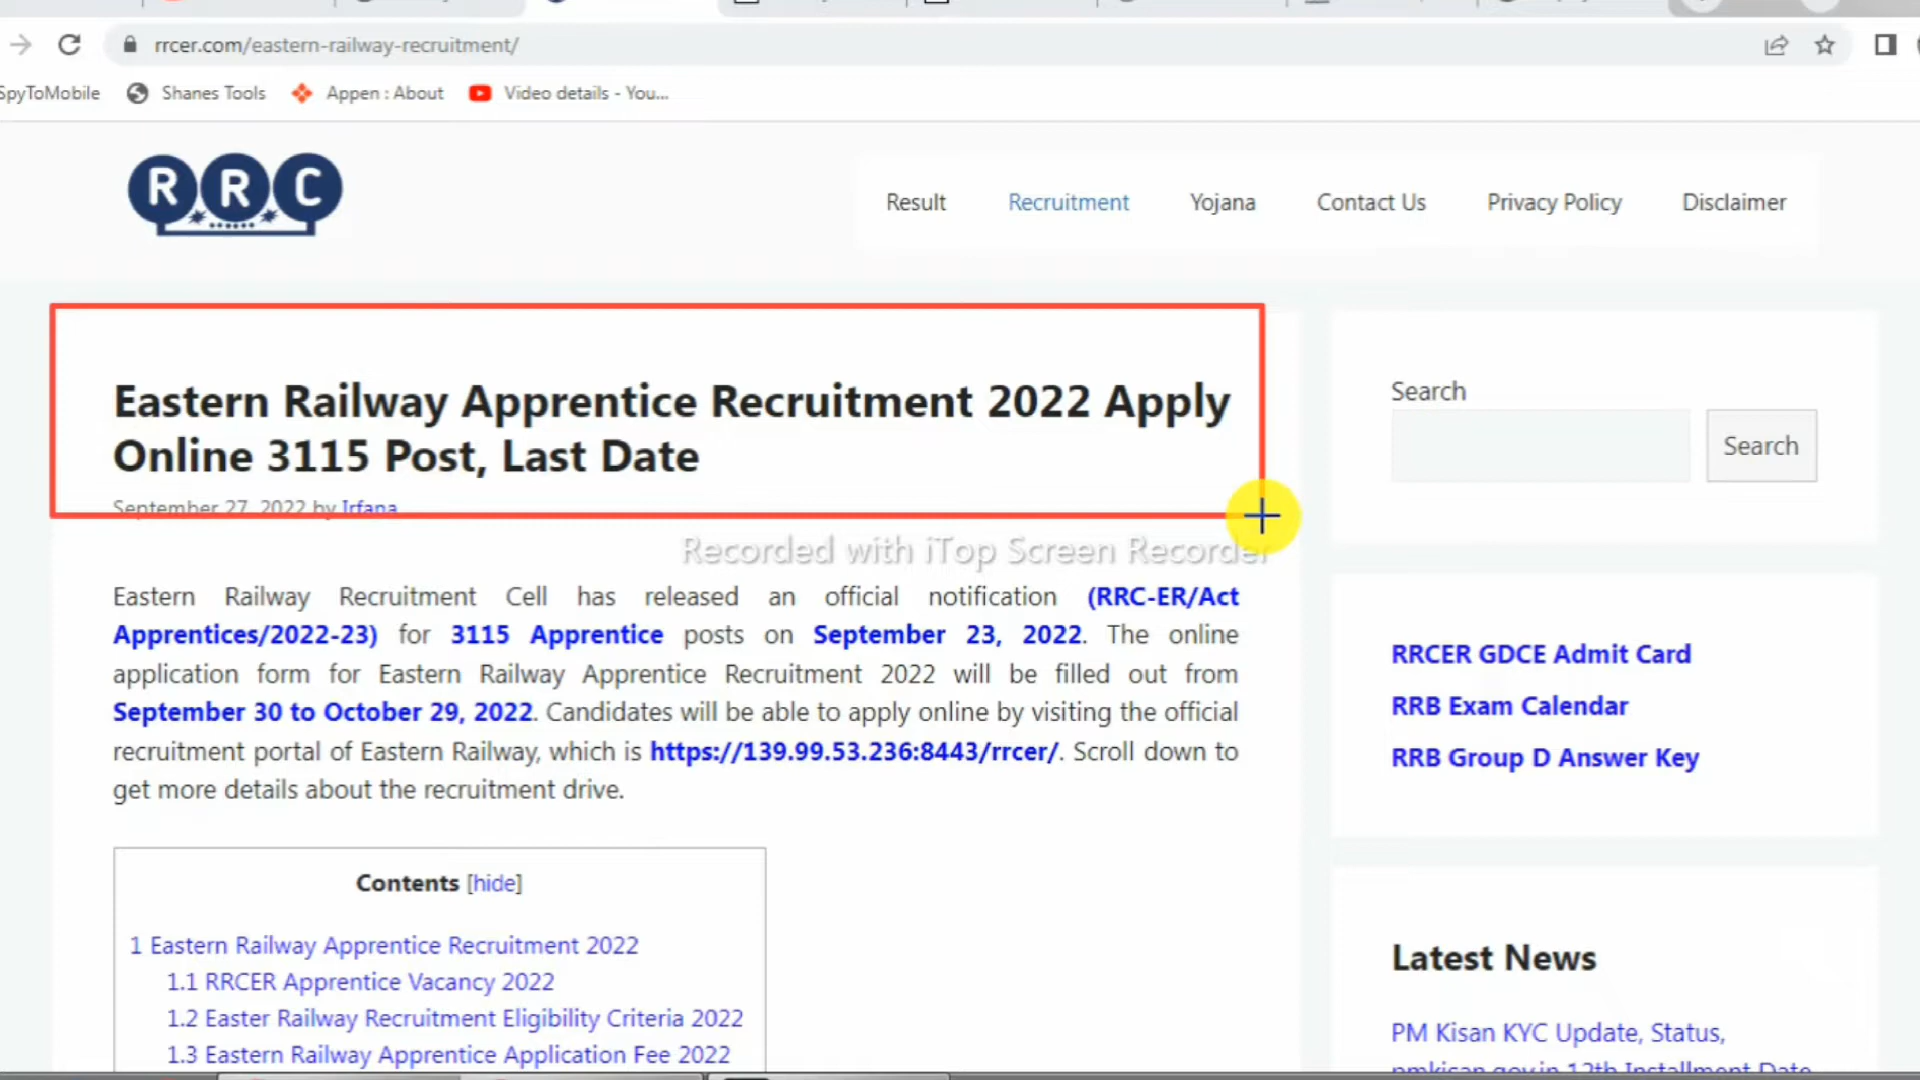 rrcer.com/eastern-railway-recruitment/
SpyToMobile Shanes Tools Appen : About Video details - You...
RRC
Result Recruitment Yojana Contact Us Privacy Policy Disclaimer
Eastern Railway Apprentice Recruitment 2022 Apply
Online 3115 Post, Last Date
September 27, 2022 by Irfana
Recorded with iTop Screen Recorder
Eastern Railway Recruitment Cell has released an official notification (RRC-ER/Act
Apprentices/2022-23) for 3115 Apprentice posts on September 23, 2022. The online
application form for Eastern Railway Apprentice Recruitment 2022 will be filled out from
September 30 to October 29, 2022. Candidates will be able to apply online by visiting the official
recruitment portal of Eastern Railway, which is https://139.99.53.236:8443/rrcer/. Scroll down to
get more details about the recruitment drive.
Contents [hide]
1 Eastern Railway Apprentice Recruitment 2022
1.1 RRCER Apprentice Vacancy 2022
1.2 Easter Railway Recruitment Eligibility Criteria 2022
1.3 Eastern Railway Apprentice Application Fee 2022
Search
Search
RRCER GDCE Admit Card
RRB Exam Calendar
RRB Group D Answer Key
Latest News
PM Kisan KYC Update, Status,
pmkisan.gov.in 12th Installment Date